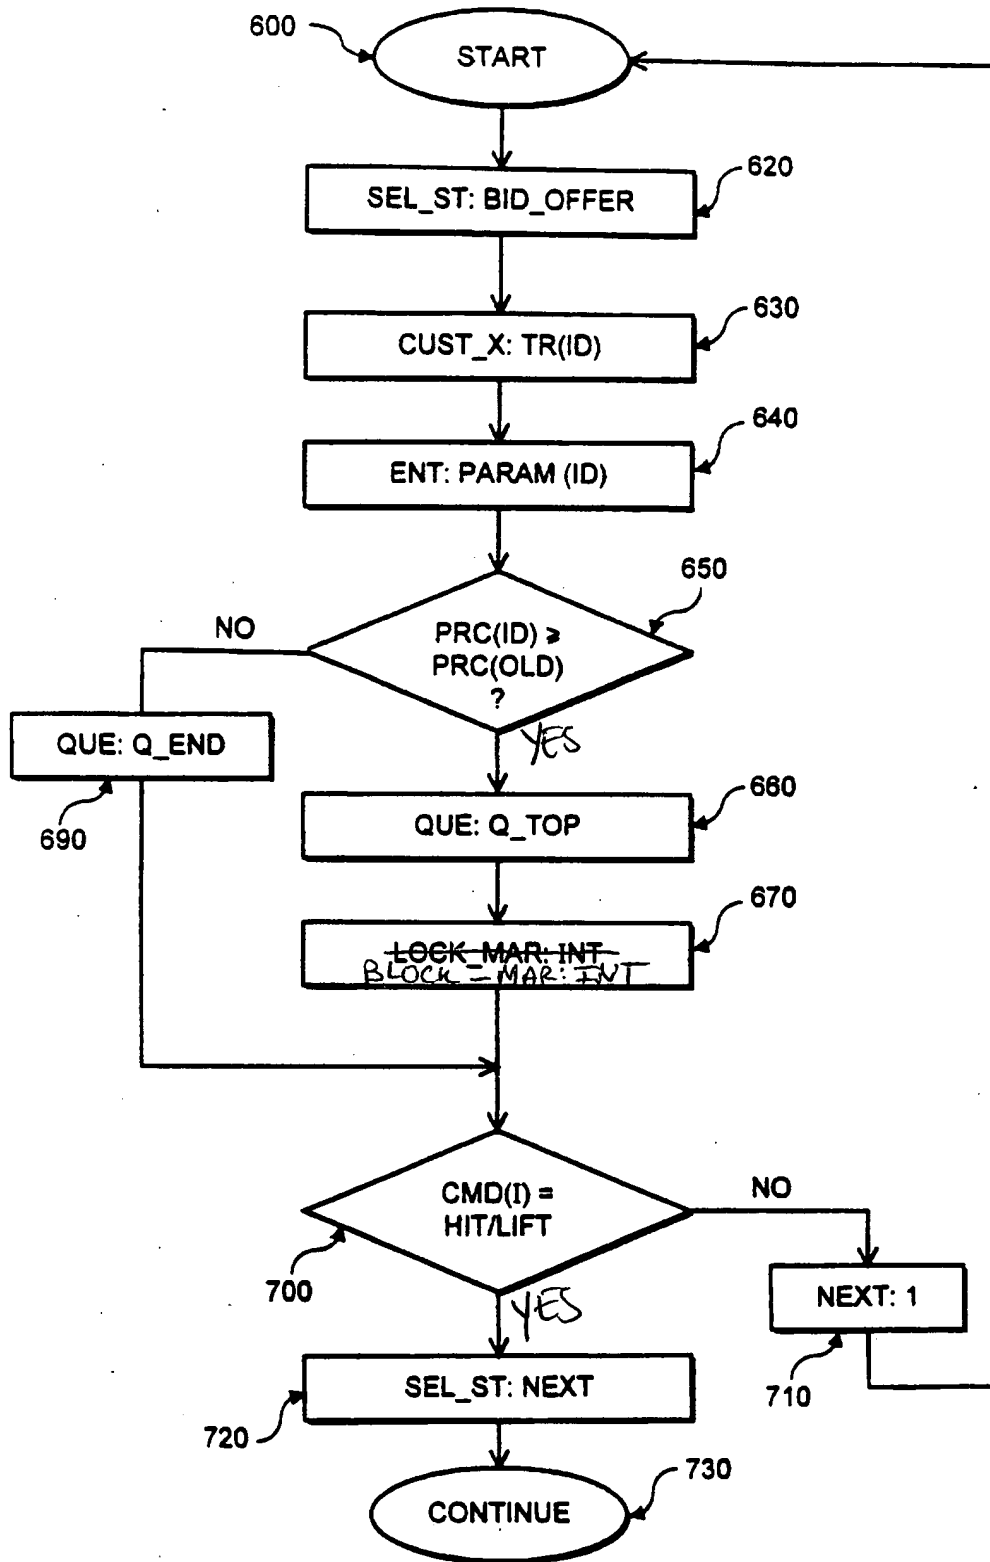 600
START
620
SEL_ST: BID_OFFER
630
CUST_X: TR(ID)
640
ENT: PARAM (ID)
650
NO
PRC(ID) ⩾
PRC(OLD)
?
YES
QUE: Q_END
690
660
QUE: Q_TOP
670
LOCK_MAR: INT
BLOCK - MAR: INT
CMD(I) =
HIT/LIFT
NO
700
YES
NEXT: 1
710
SEL_ST: NEXT
720
730
CONTINUE